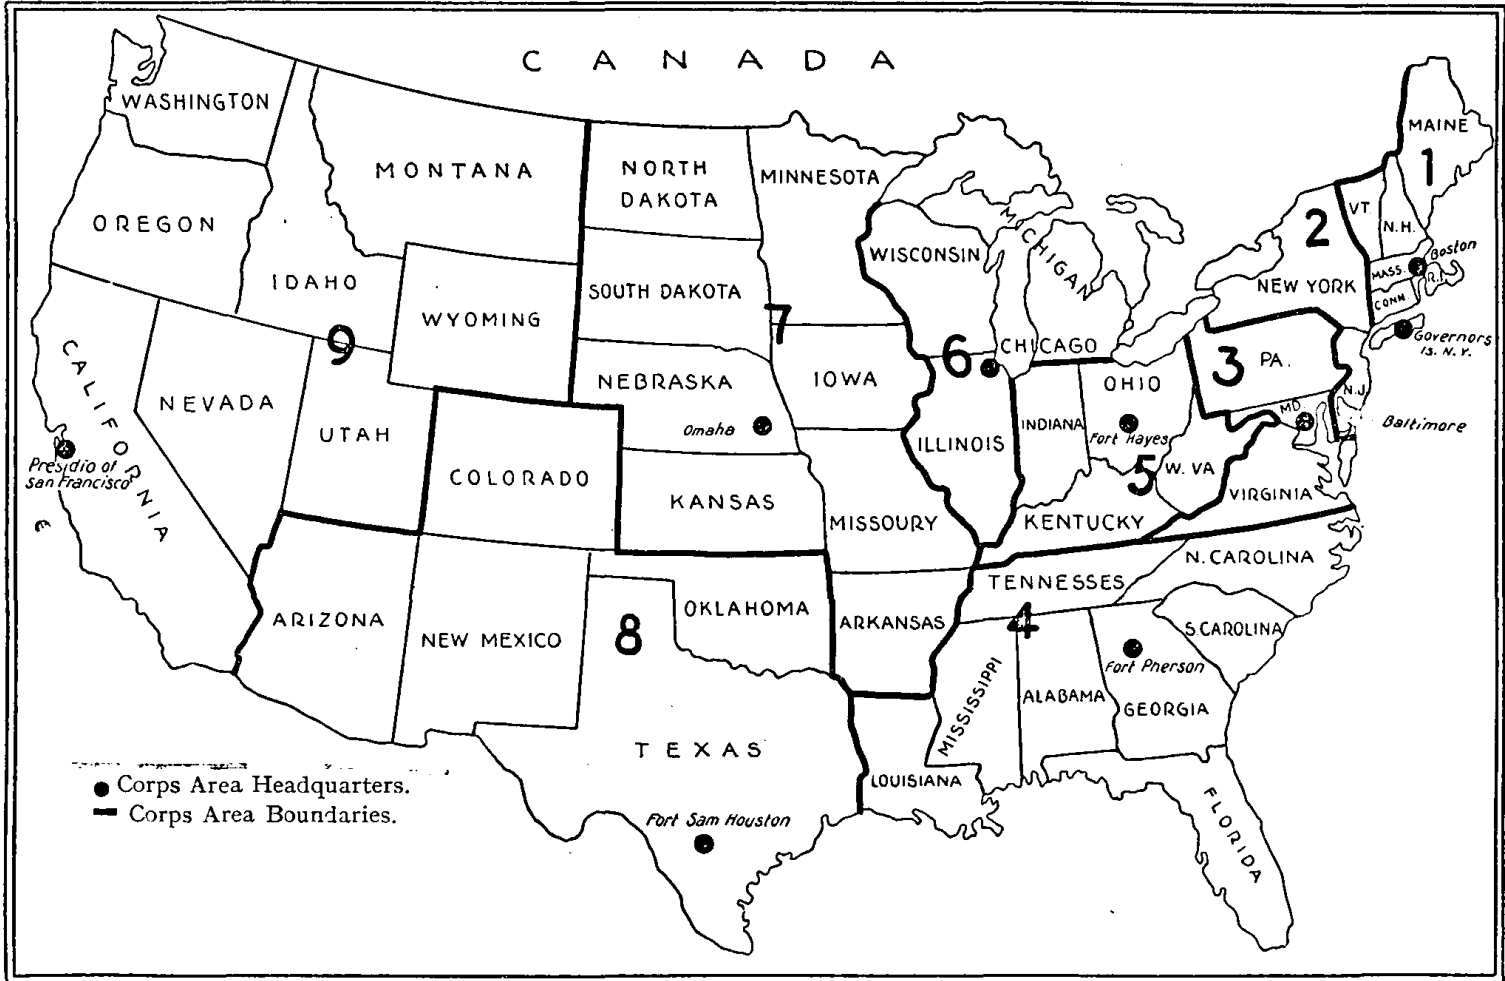 CANADA
WASHINGTON
MONTANA
NORTH
DAKOTA
MINNESOTA
MAINE
1
OREGON
IDAHO
WYOMING
SOUTH DAKOTA
WISCONSIN
MICHIGAN
2
NEW YORK
VT.
N.H.
MASS.
Boston
R.I.
CONN.
Governors
Is. N.Y.
9
7
6
CHICAGO
3
PA.
N.J.
CALIFORNIA
NEVADA
UTAH
NEBRASKA
Omaha
IOWA
ILLINOIS
INDIANA
OHIO
Fort Hayes
5
W. VA
MD.
Baltimore
VIRGINIA
Presidio of
San Francisco
E
COLORADO
KANSAS
MISSOURY
KENTUCKY
N. CAROLINA
TENNESSES
ARIZONA
NEW MEXICO
8
OKLAHOMA
ARKANSAS
4
S. CAROLINA
Fort Pherson
MISSISSIPPI
ALABAMA
GEORGIA
TEXAS
LOUISIANA
FLORIDA
Fort Sam Houston
Corps Area Headquarters.
Corps Area Boundaries.